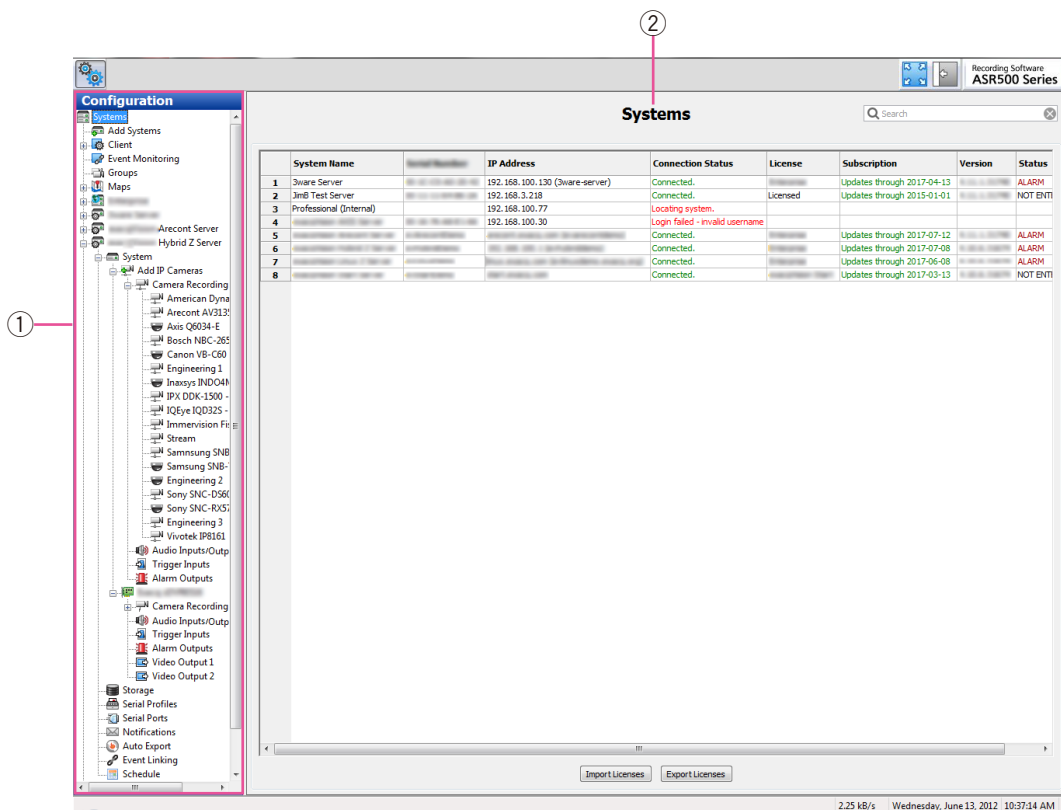 ②
Recording Software
ASR500 Series
①
Configuration
Systems
Add Systems
Client
Event Monitoring
Groups
Maps
Arecont Server
Hybrid Z Server
System
Add IP Cameras
Camera Recording
American Dyna
Arecont AV3135
Axis Q6034-E
Bosch NBC-265
Canon VB-C60
Engineering 1
Inaxsys INDO4M
IPX DDK-1500 -
IQEye IQD32S -
Immervision Fis
Stream
Samnsung SNB
Samsung SNB-
Engineering 2
Sony SNC-DS60
Sony SNC-RX57
Engineering 3
Vivotek IP8161
Audio Inputs/Outp
Trigger Inputs
Alarm Outputs
Camera Recording
Audio Inputs/Outp
Trigger Inputs
Alarm Outputs
Video Output 1
Video Output 2
Storage
Serial Profiles
Serial Ports
Notifications
Auto Export
Event Linking
Schedule
Systems
Search
System Name IP Address Connection Status License Subscription Version Status
1 3ware Server 192.168.100.130 (3ware-server) Connected. Updates through 2017-04-13 ALARM
2 JimB Test Server 192.168.3.218 Connected. Licensed Updates through 2015-01-01 NOT ENTI
3 Professional (Internal) 192.168.100.77 Locating system.
4 192.168.100.30 Login failed - invalid username
5 Connected. Updates through 2017-07-12 ALARM
6 Connected. Updates through 2017-07-08 ALARM
7 Connected. Updates through 2017-06-08 ALARM
8 Connected. Updates through 2017-03-13 NOT ENTI
Import Licenses Export Licenses
2.25 kB/s Wednesday, June 13, 2012 10:37:14 AM